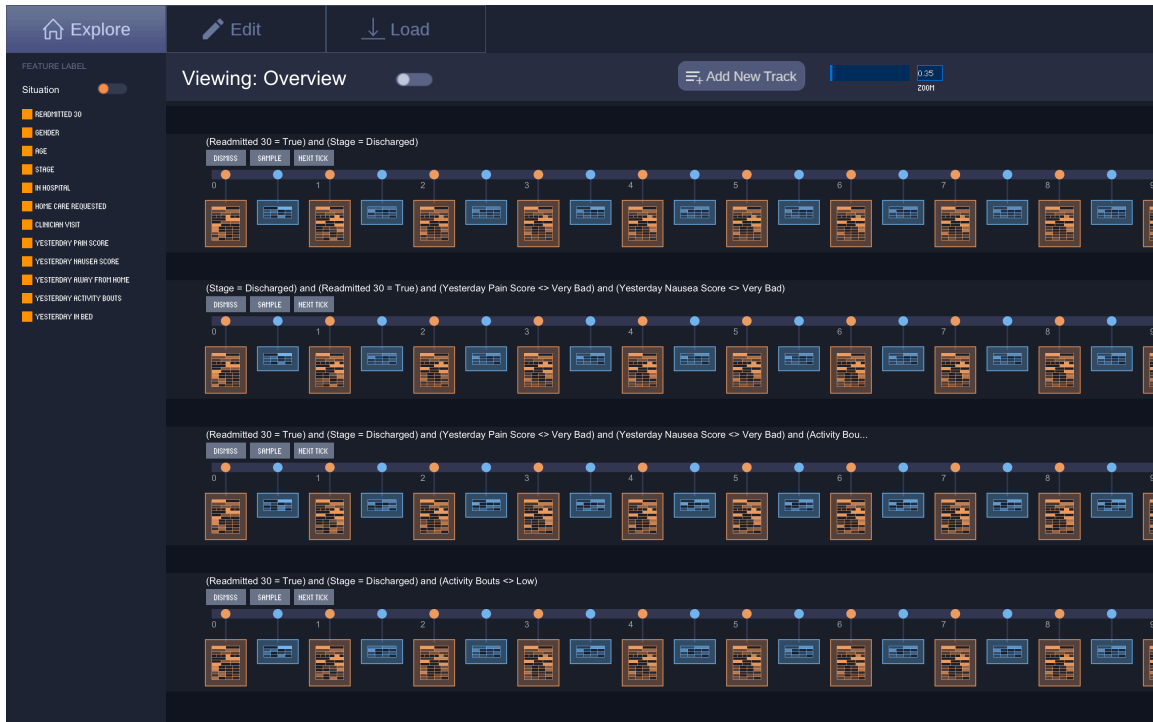 Explore
Edit
Load
FEATURE LABEL
Situation
READMITTED 30
GENDER
AGE
STAGE
IN HOSPITAL
HOME CARE REQUESTED
CLINICIAN VISIT
YESTERDAY PAIN SCORE
YESTERDAY NAUSEA SCORE
YESTERDAY AWAY FROM HOME
YESTERDAY ACTIVITY BOUTS
YESTERDAY IN BED
Viewing: Overview
Add New Track
0.35
ZOOM
(Readmitted 30 = True) and (Stage = Discharged)
DISMISS SAMPLE NEXT TICK
0 1 2 3 4 5 6 7 8 9
(Stage = Discharged) and (Readmitted 30 = True) and (Yesterday Pain Score <> Very Bad) and (Yesterday Nausea Score <> Very Bad)
DISMISS SAMPLE NEXT TICK
0 1 2 3 4 5 6 7 8 9
(Readmitted 30 = True) and (Stage = Discharged) and (Yesterday Pain Score <> Very Bad) and (Yesterday Nausea Score <> Very Bad) and (Activity Bou...
DISMISS SAMPLE NEXT TICK
0 1 2 3 4 5 6 7 8 9
(Readmitted 30 = True) and (Stage = Discharged) and (Activity Bouts <> Low)
DISMISS SAMPLE NEXT TICK
0 1 2 3 4 5 6 7 8 9